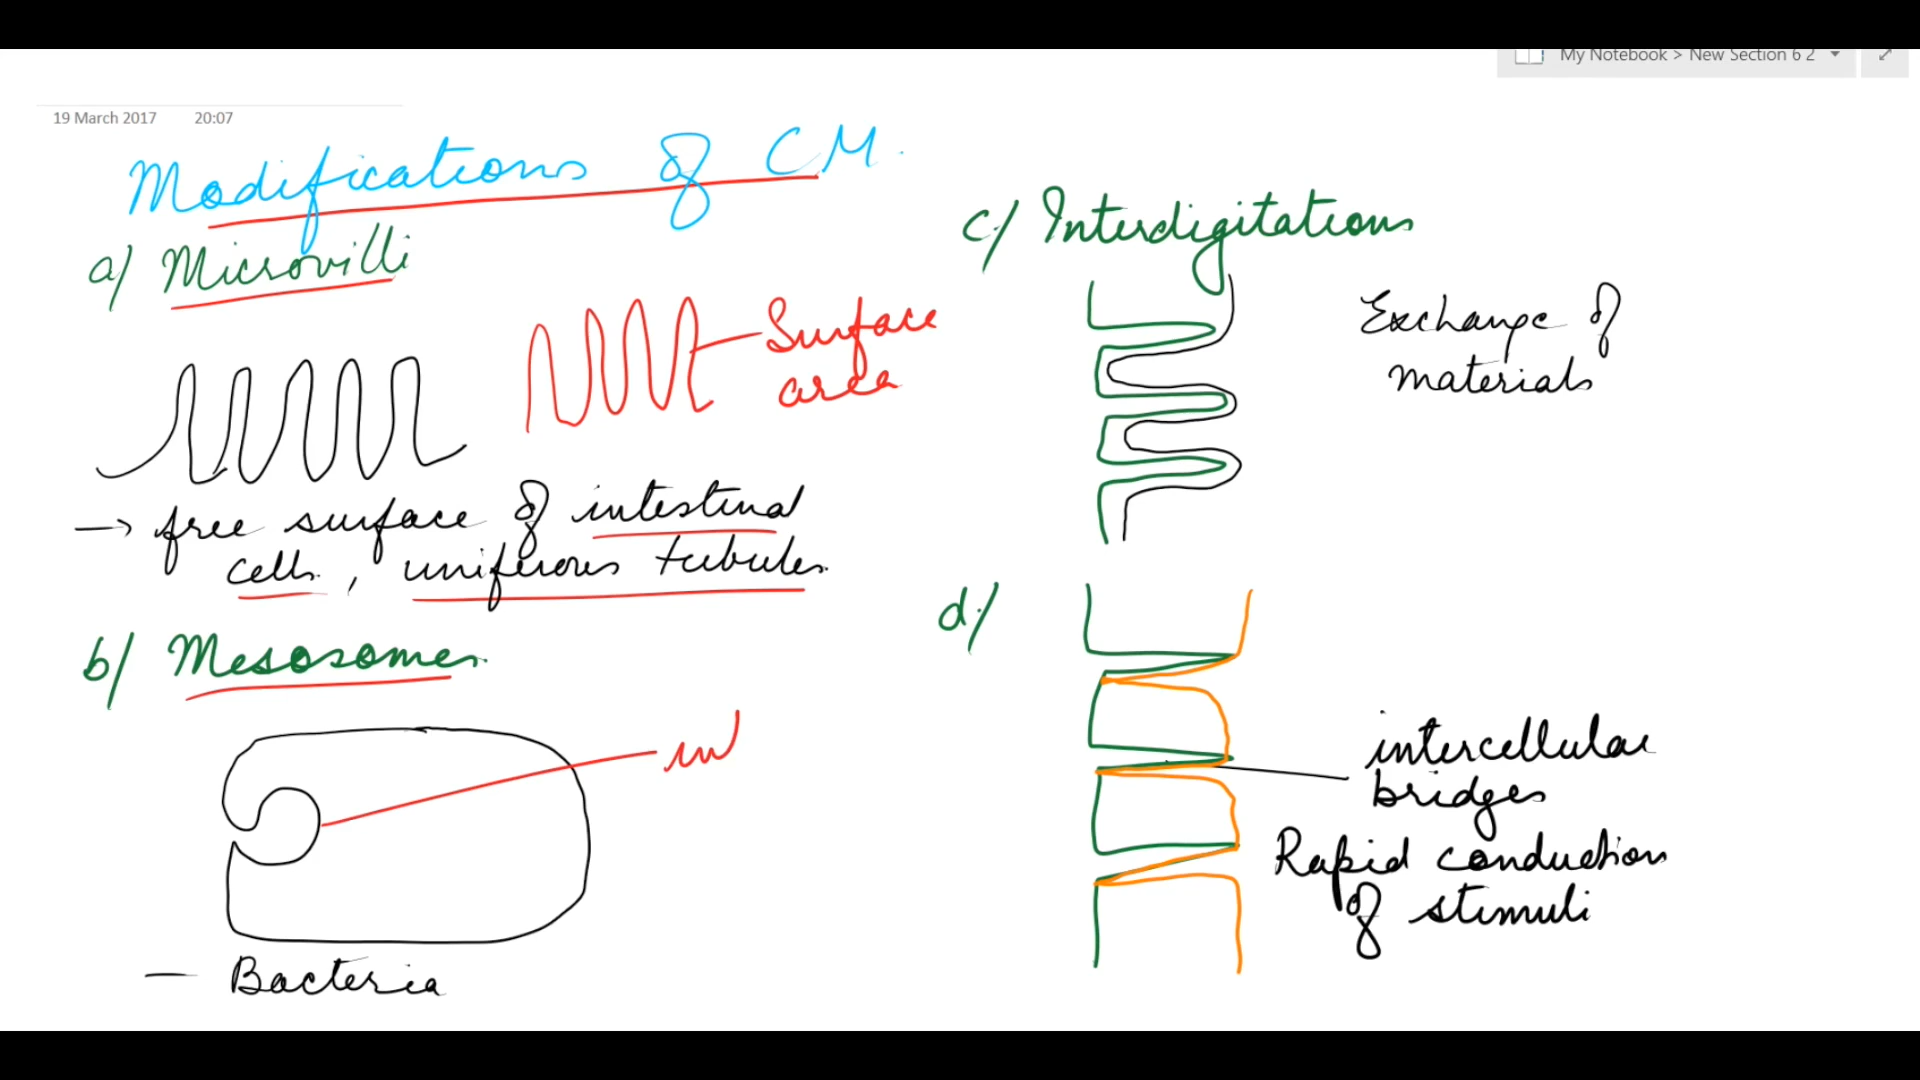 My Notebook > New Section 6 2
19 March 2017 20:07
Modifications of CM.
a) Microvilli
Surface
area
→ free surface of intestinal
cells, uniferous tubules.
b) Mesosomes.
in
— Bacteria
c) Interdigitations
Exchange of
materials
d)
intercellular
bridges
Rapid conduction
of stimuli